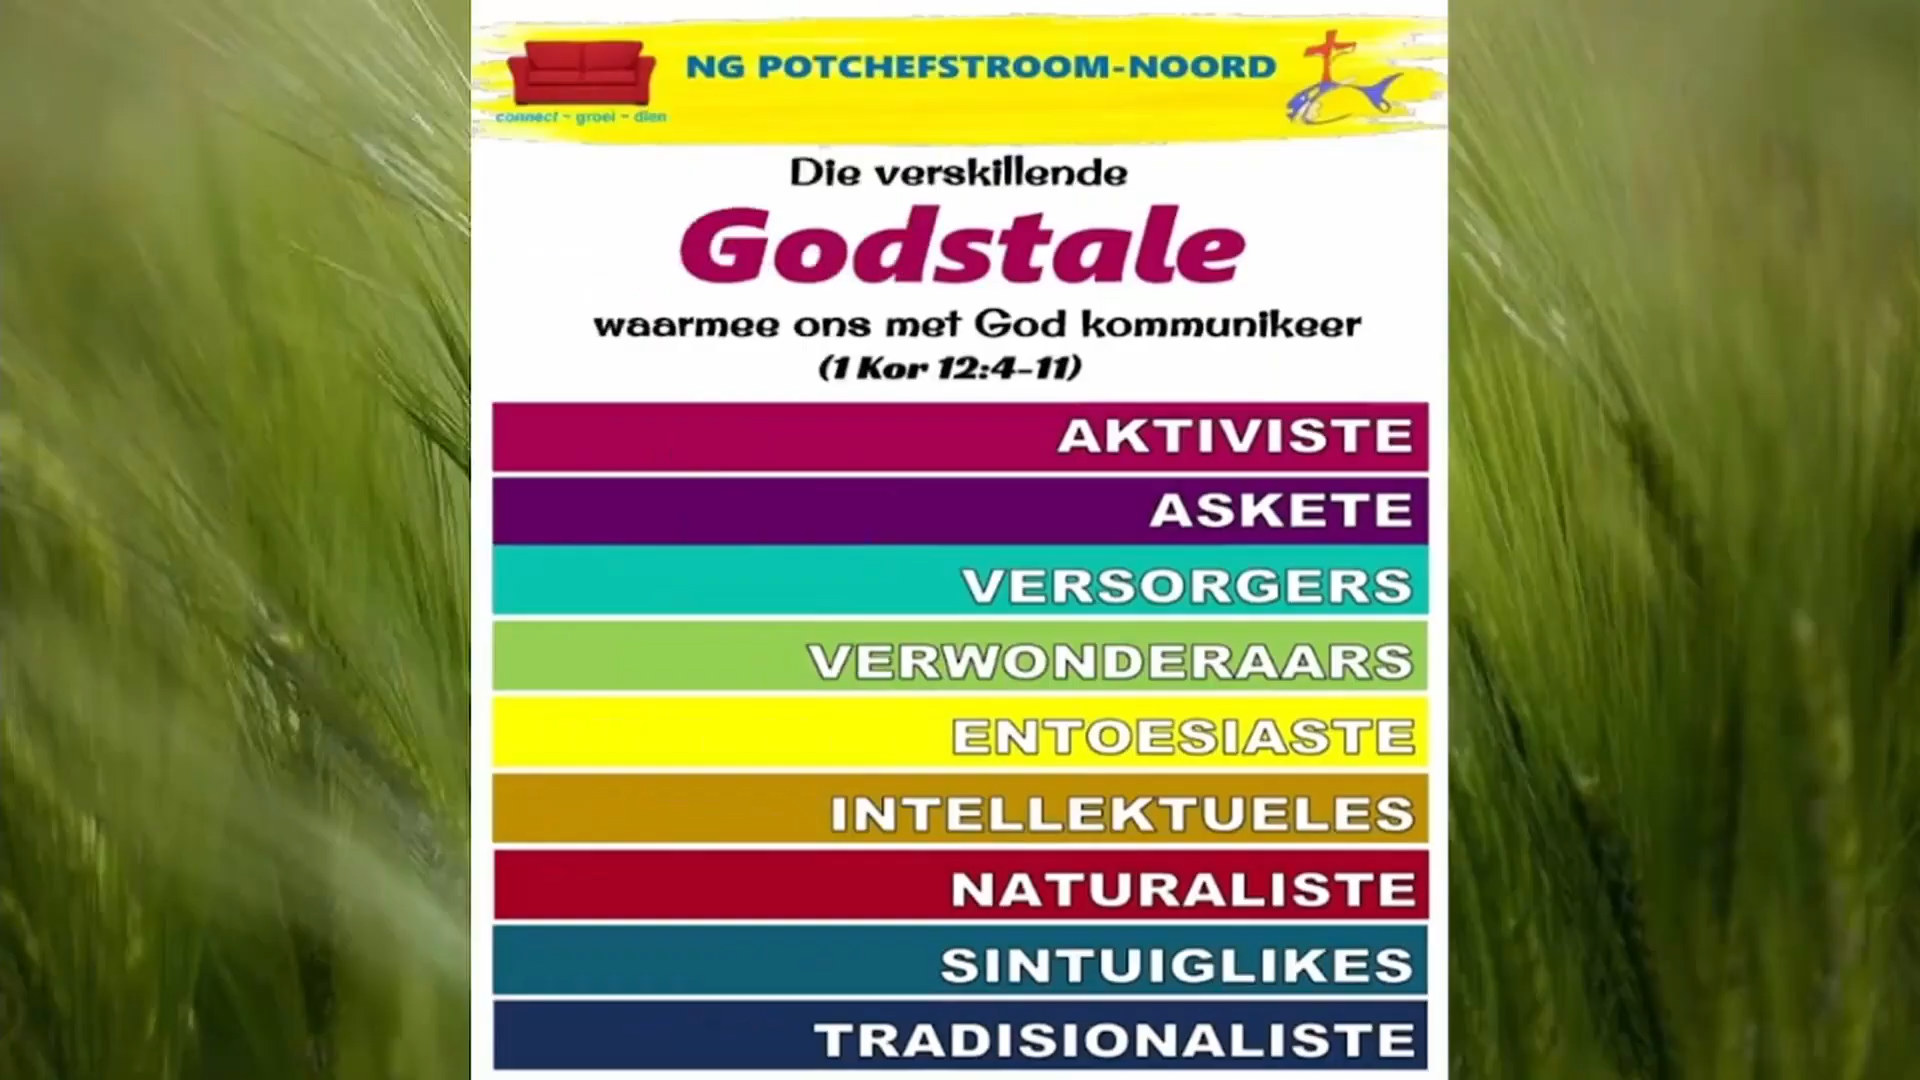 NG POTCHEFSTROOM-NOORD
connect ~ groei ~ dien
Die verskillende
Godstale
waarmee ons met God kommunikeer
(1 Kor 12:4-11)
AKTIVISTE
ASKETE
VERSORGERS
VERWONDERAARS
ENTOESIASTE
INTELLEKTUELES
NATURALISTE
SINTUIGLIKES
TRADISIONALISTE